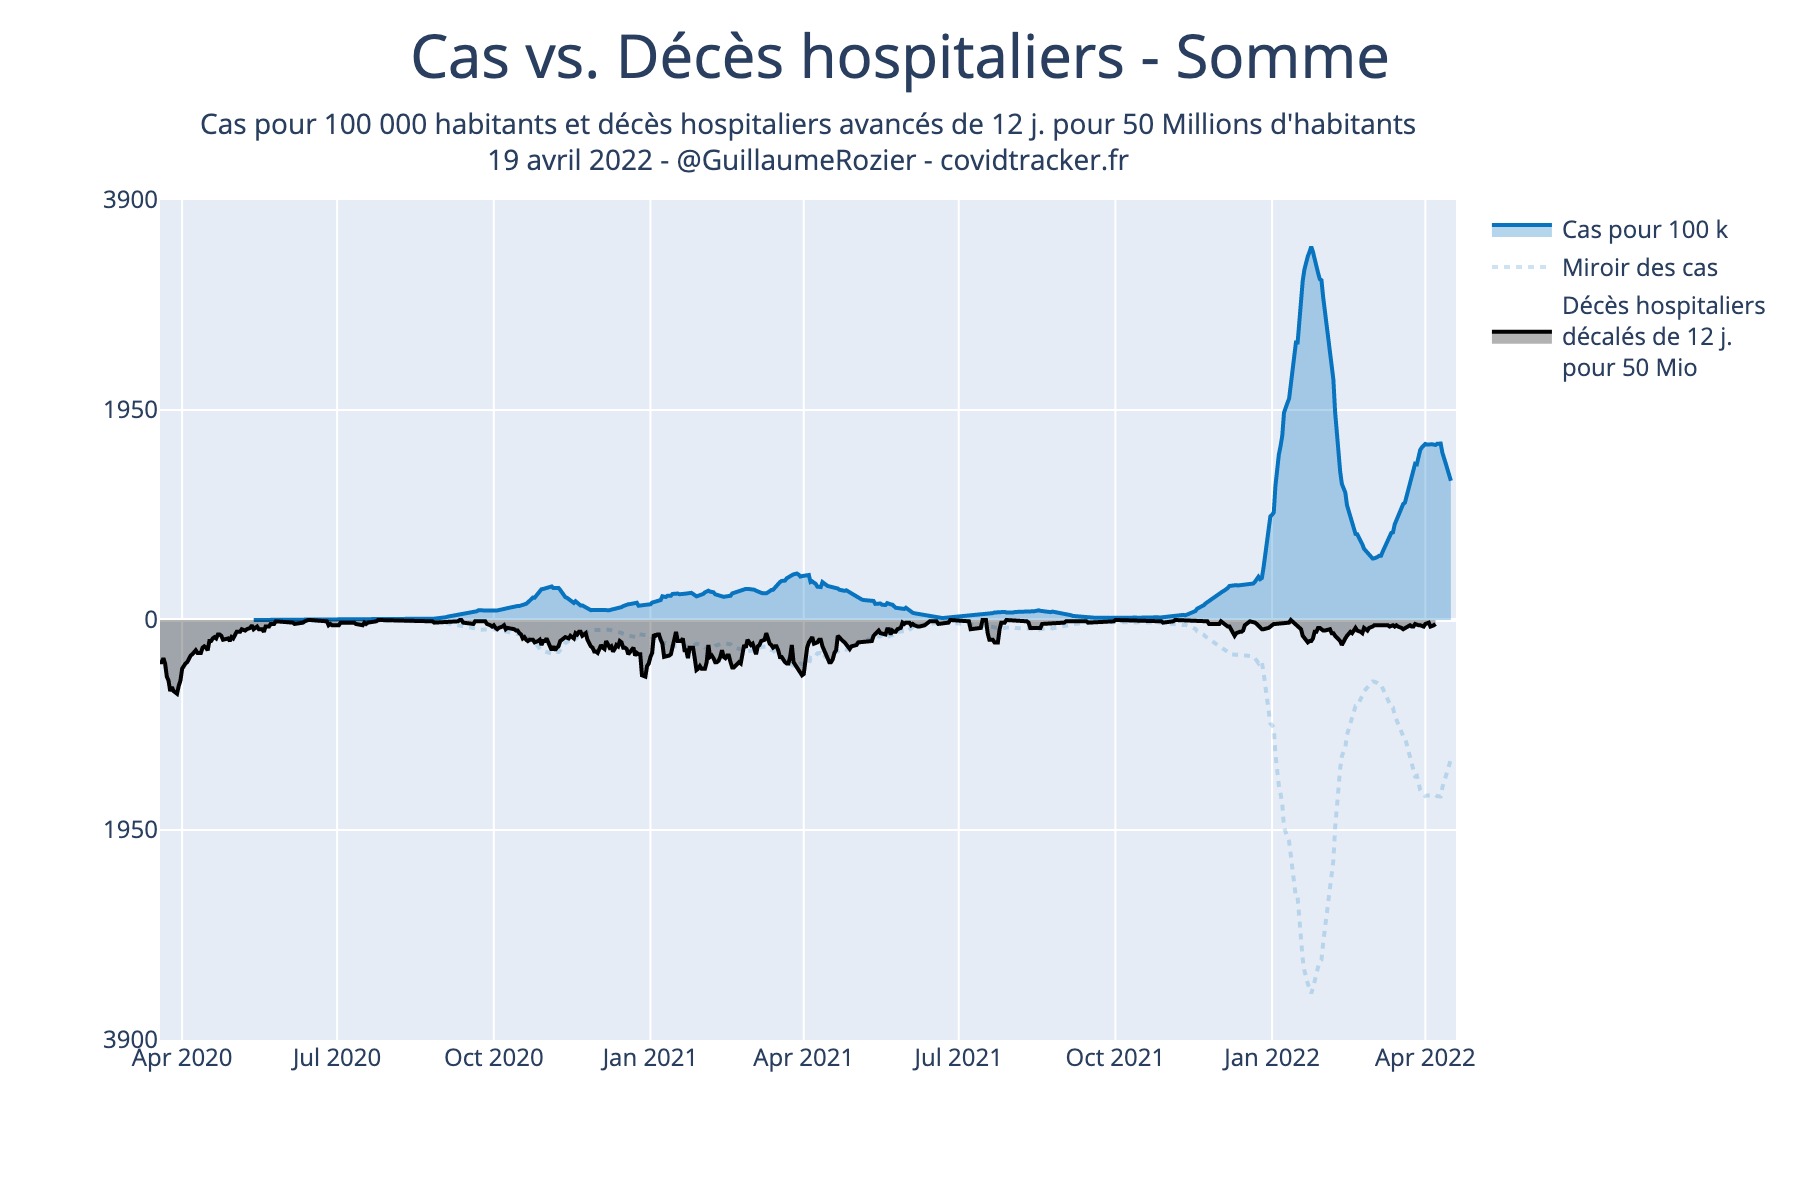 Cas vs. Décès hospitaliers - Somme
Cas pour 100 000 habitants et décès hospitaliers avancés de 12 j. pour 50 Millions d'habitants
19 avril 2022 - @GuillaumeRozier - covidtracker.fr
3900
1950
0
1950
3900
Apr 2020
Jul 2020
Oct 2020
Jan 2021
Apr 2021
Jul 2021
Oct 2021
Jan 2022
Apr 2022
Cas pour 100 k
Miroir des cas
Décès hospitaliers
décalés de 12 j.
pour 50 Mio